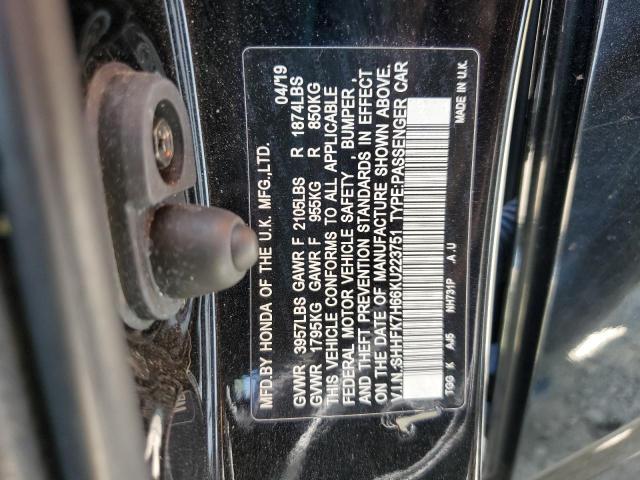 MFD.BY HONDA OF THE U.K. MFG.,LTD. 04/19
GVWR 3957LBS GAWR F 2105LBS R 1874LBS
GVWR 1795KG GAWR F 955KG R 850KG
THIS VEHICLE CONFORMS TO ALL APPLICABLE
FEDERAL MOTOR VEHICLE SAFETY , BUMPER,
AND THEFT PREVENTION STANDARDS IN EFFECT
ON THE DATE OF MANUFACTURE SHOWN ABOVE.
V.I.N.:SHHFK7H66KU223751 TYPE:PASSENGER CAR
TGG K AJ5 NH731P .A .U MADE IN U.K.